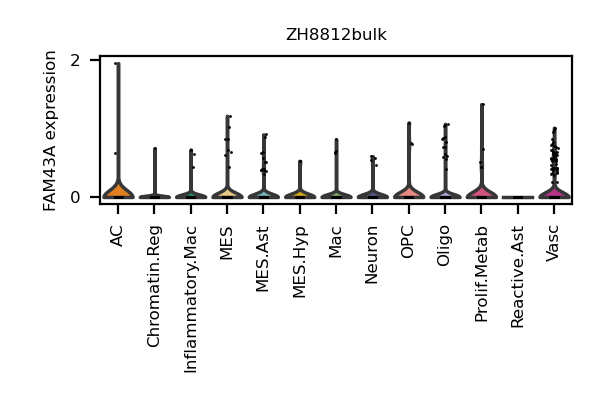 ZH8812bulk
FAM43A expression
2
0
AC
Chromatin.Reg
Inflammatory.Mac
MES
MES.Ast
MES.Hyp
Mac
Neuron
OPC
Oligo
Prolif.Metab
Reactive.Ast
Vasc